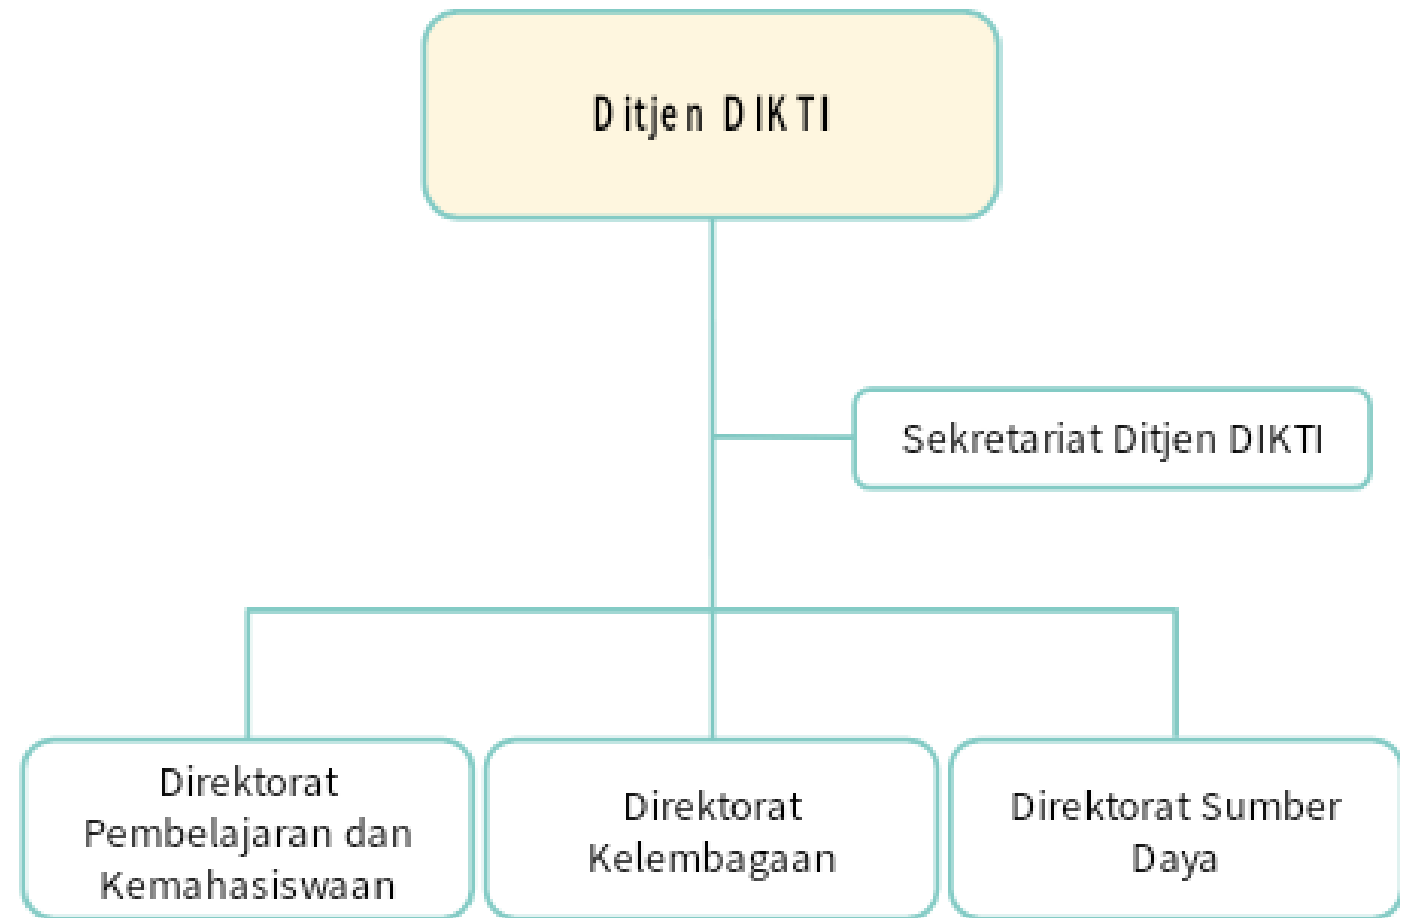 Ditjen DIKTI
Sekretariat Ditjen DIKTI
Direktorat
Pembelajaran dan
Kemahasiswaan
Direktorat
Kelembagaan
Direktorat Sumber
Daya